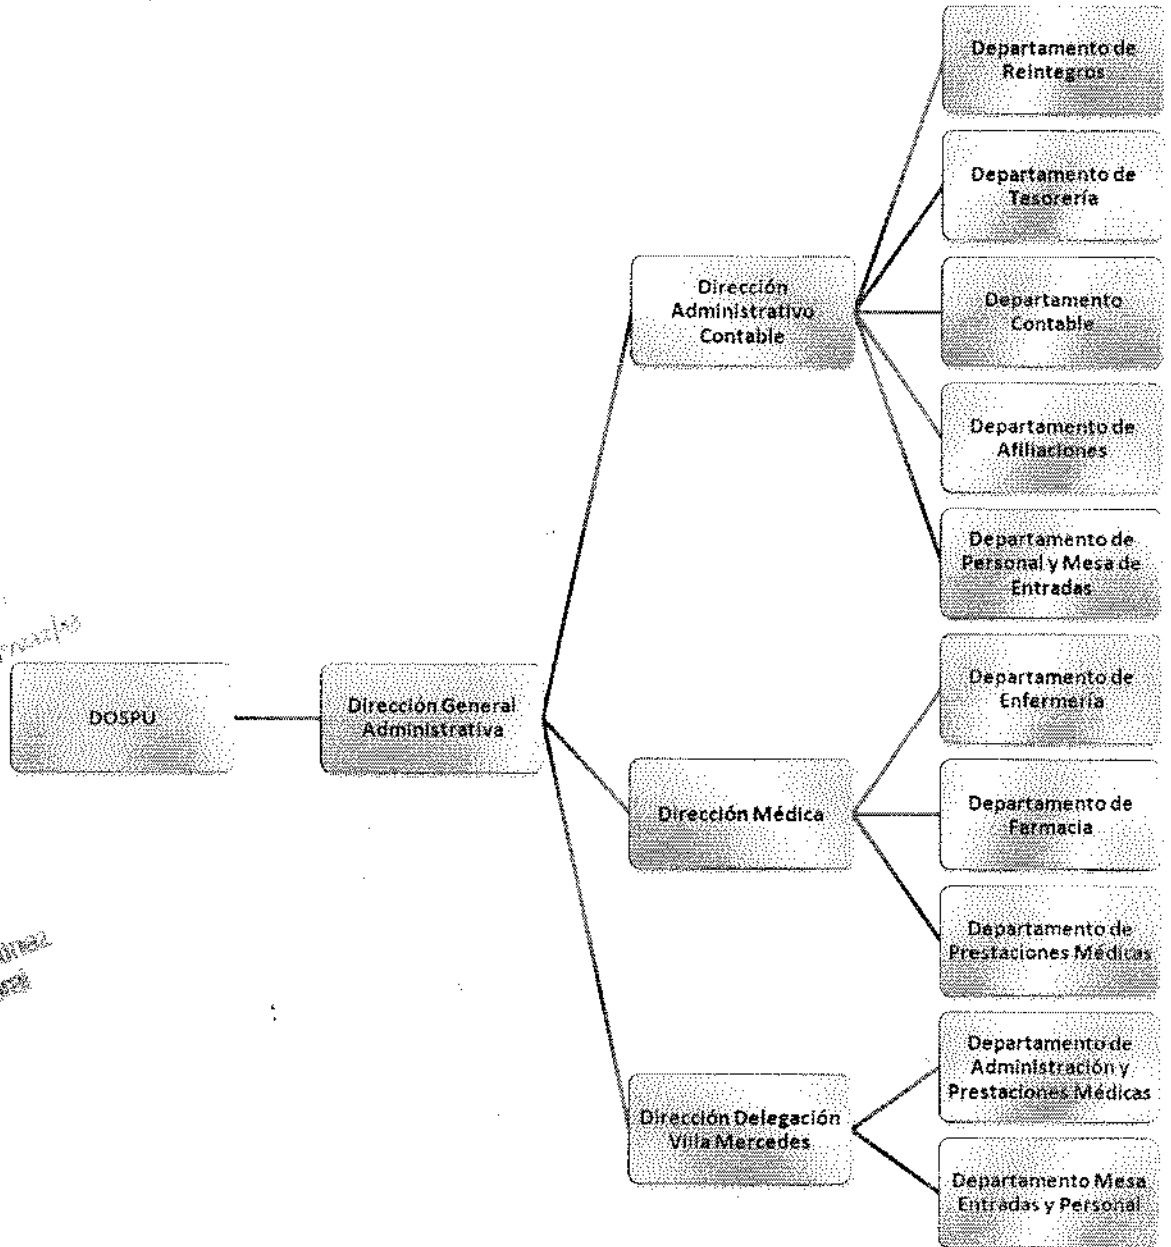 Departamento de
Reintegros
Departamento de
Tesorería
Dirección
Administrativo
Contable
Departamento
Contable
Departamento de
Afiliaciones
Departamento de
Personal y Mesa de
Entradas
DOSPU
Dirección General
Administrativa
Departamento de
Enfermería
Dirección Médica
Departamento de
Farmacia
Departamento de
Prestaciones Médicas
Departamento de
Administración y
Prestaciones Médicas
Dirección Delegación
Villa Mercedes
Departamento Mesa
Entradas y Personal